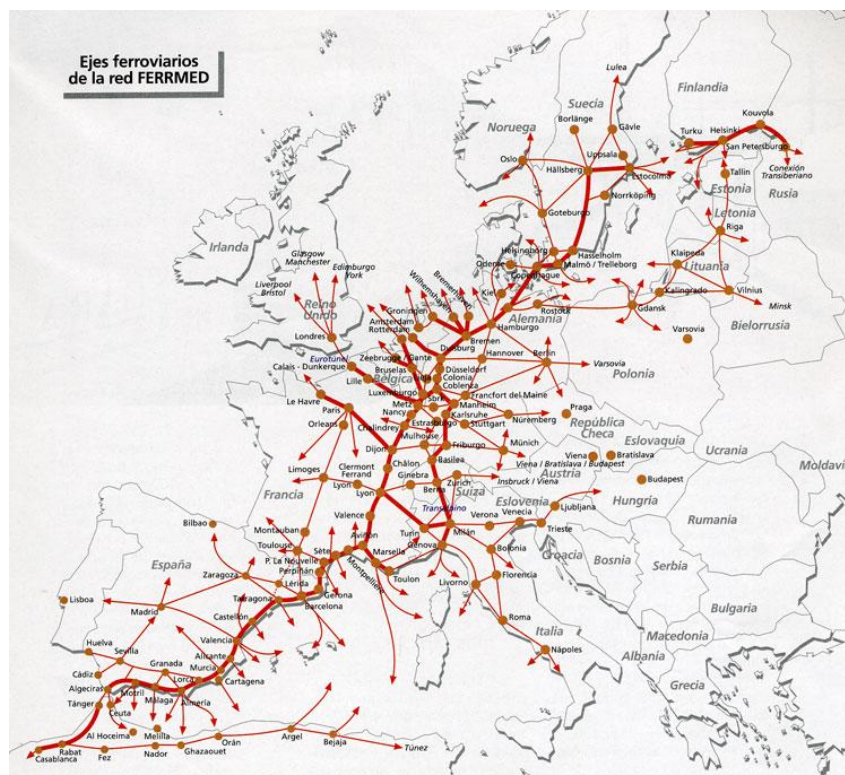 Ejes ferroviarios
de la red FERRMED
Lulea
Finlandia
Suecia
Borlänge
Gävle
Kouvola
Noruega
Turku
Helsinki
San Petersburgo
Oslo
Uppsala
Hällsberg
Estocolma
Conexión
Transiberiano
Tallin
Estonia
Rusia
Norrköping
Letonia
Goteburgo
Riga
Irlanda
Glasgow
Manchester
Edimburgo
York
Helsingborg
Hasselholm
Klaipeda
Odense
Copenhague
Malmö / Trelleborg
Lituania
Liverpool
Bristol
Wilhemshaven
Bremerhaven
Kiel
Kalingrado
Vilnius
Reino
Unido
Groningen
Rostock
Gdansk
Minsk
Amsterdam
Rotterdam
Alemania
Hamburgo
Bielorrusia
Londres
Bremen
Varsovia
Duisburg
Eurotunel
Zeebrugge / Gante
Hannover
Berlin
Calais - Dunkerque
Bruselas
Düsseldorf
Varsovia
Lille
Bélgica
Colonia
Coblenza
Polonia
Luxemburgo
Francfort del Maine
Le Havre
Metz
Sbrk
Manheim
Paris
Nancy
Karlsruhe
Praga
Orleans
Estrasburgo
Stuttgart
Nüremberg
República
Checa
Chalindrey
Mulhouse
Münich
Eslovaquia
Ucrania
Dijon
Friburgo
Viena
Bratislava
Basilea
Viena / Bratislava / Budapest
Moldavi
Limoges
Clermont
Ferrand
Châlon
Ginebra
Zurich
Insbruck / Viena
Austria
Budapest
Francia
Lyon
Lyon
Berna
Suiza
Eslovenia
Hungria
Ljubljana
Valence
Transalpino
Verona
Venecia
Rumania
Bilbao
Turin
Milán
Trieste
Montauban
Aviñon
Génova
Croacia
Toulouse
Sète
Marsella
Bolonia
Bosnia
España
P. La Nouvelle
Perpiñán
Montpellier
Toulon
Livorno
Florencia
Serbia
Zaragoza
Lérida
Gerona
Lisboa
Madrid
Tarragona
Barcelona
Roma
Bulgaria
Castellón
Italia
Huelva
Valencia
Macedonia
Sevilla
Alicante
Nápoles
Albania
Granada
Murcia
Cádiz
Lorca
Cartagena
Grecia
Algeciras
Motril
Málaga
Almería
Tánger
Ceuta
Al Hoceima
Melilla
Orán
Argel
Bejaja
Túnez
Rabat
Fez
Nador
Ghazaouet
Casablanca